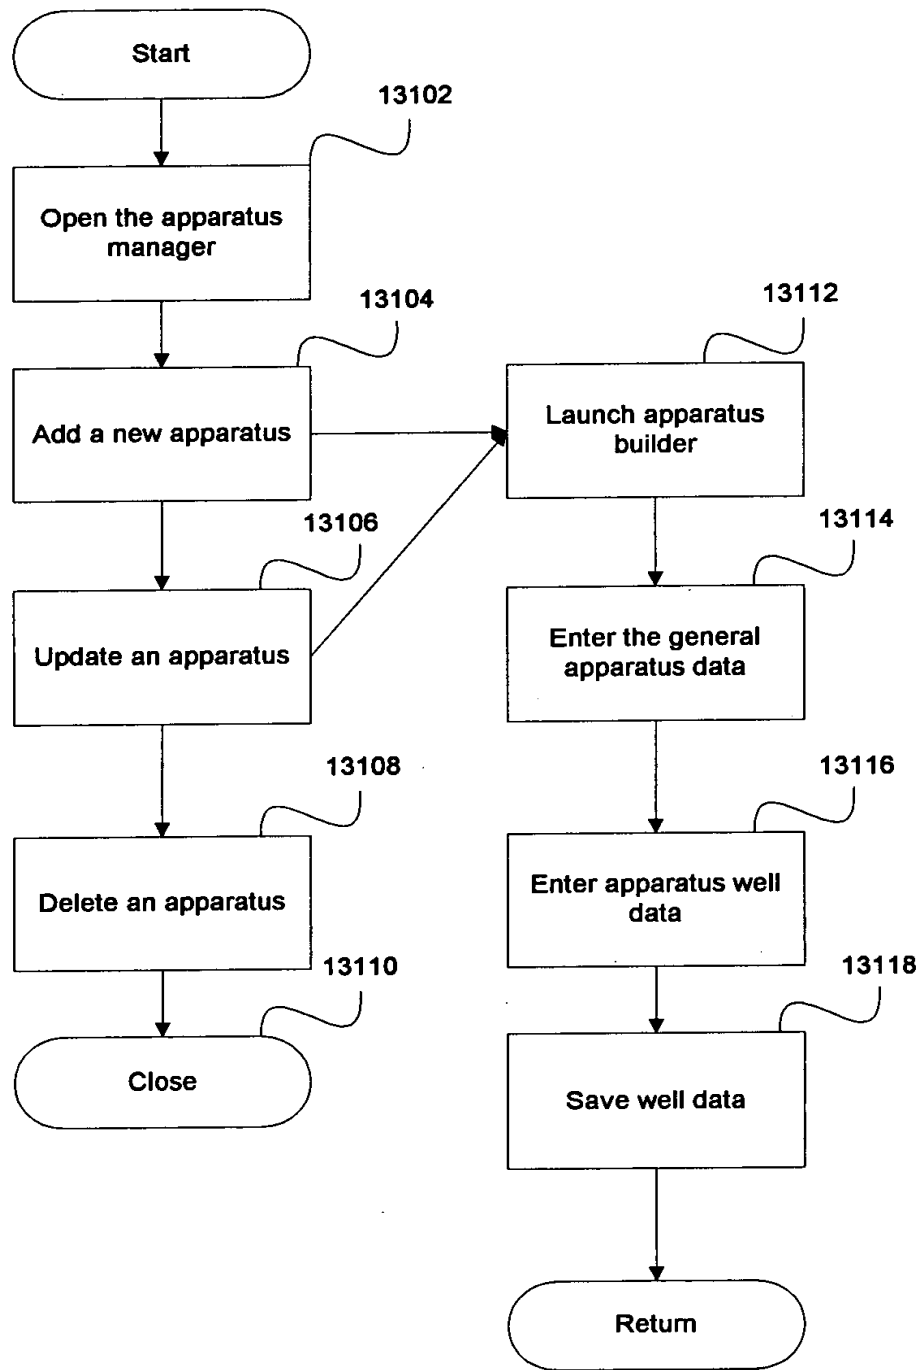 Start
13102
Open the apparatus
manager
13104
Add a new apparatus
13106
Update an apparatus
13108
Delete an apparatus
13110
Close
13112
Launch apparatus
builder
13114
Enter the general
apparatus data
13116
Enter apparatus well
data
13118
Save well data
Return